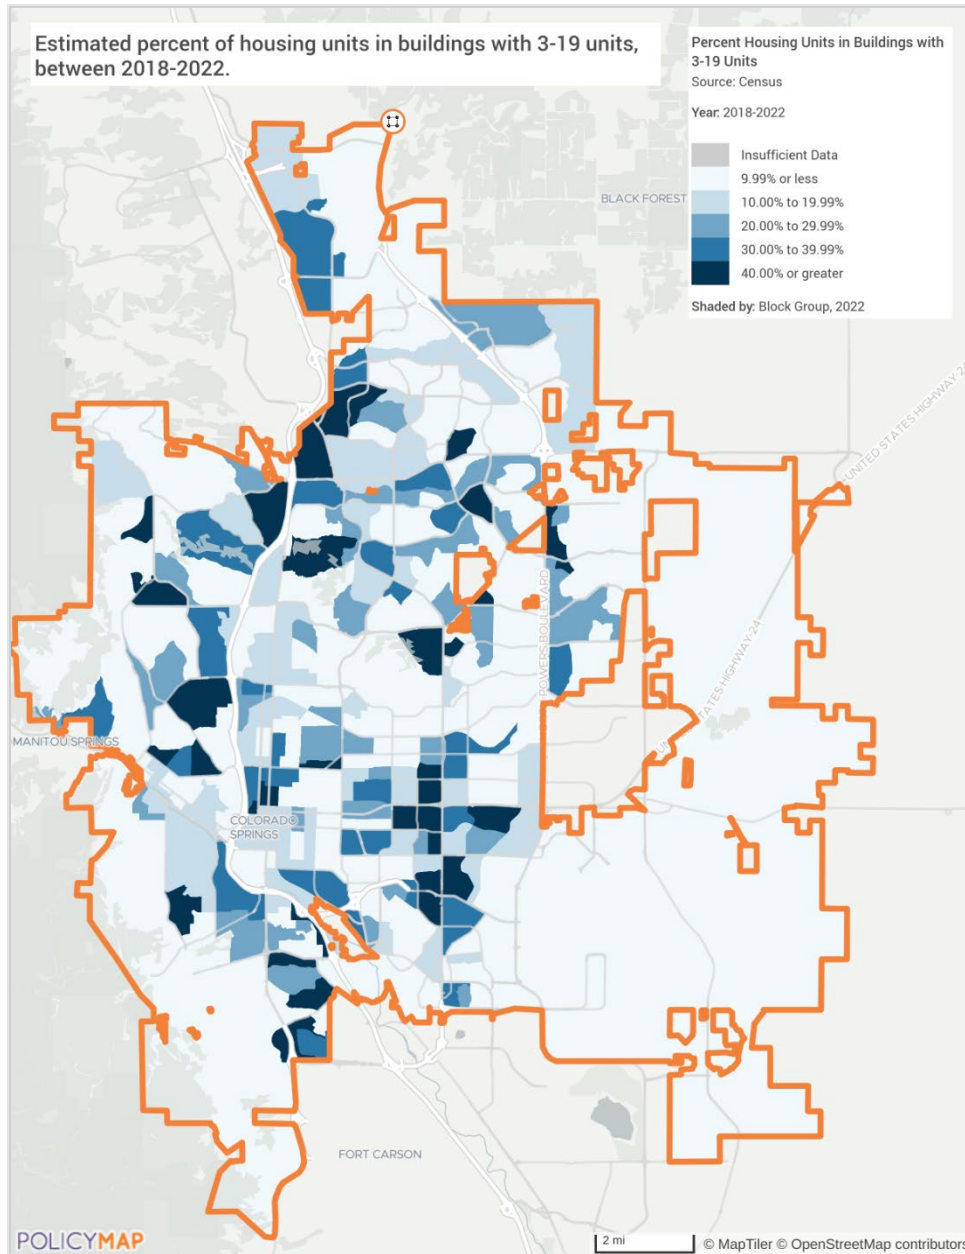 Estimated percent of housing units in buildings with 3-19 units,
between 2018-2022.
Percent Housing Units in Buildings with
3-19 Units
Source: Census
Year: 2018-2022
Insufficient Data
9.99% or less
10.00% to 19.99%
20.00% to 29.99%
30.00% to 39.99%
40.00% or greater
Shaded by: Block Group, 2022
BLACK FOREST
UNITED STATES HIGHWAY 24
POWERS BOULEVARD
STATES HIGHWAY 24
MANITOU SPRINGS
COLORADO
SPRINGS
FORT CARSON
POLICYMAP
2 mi
© MapTiler © OpenStreetMap contributors